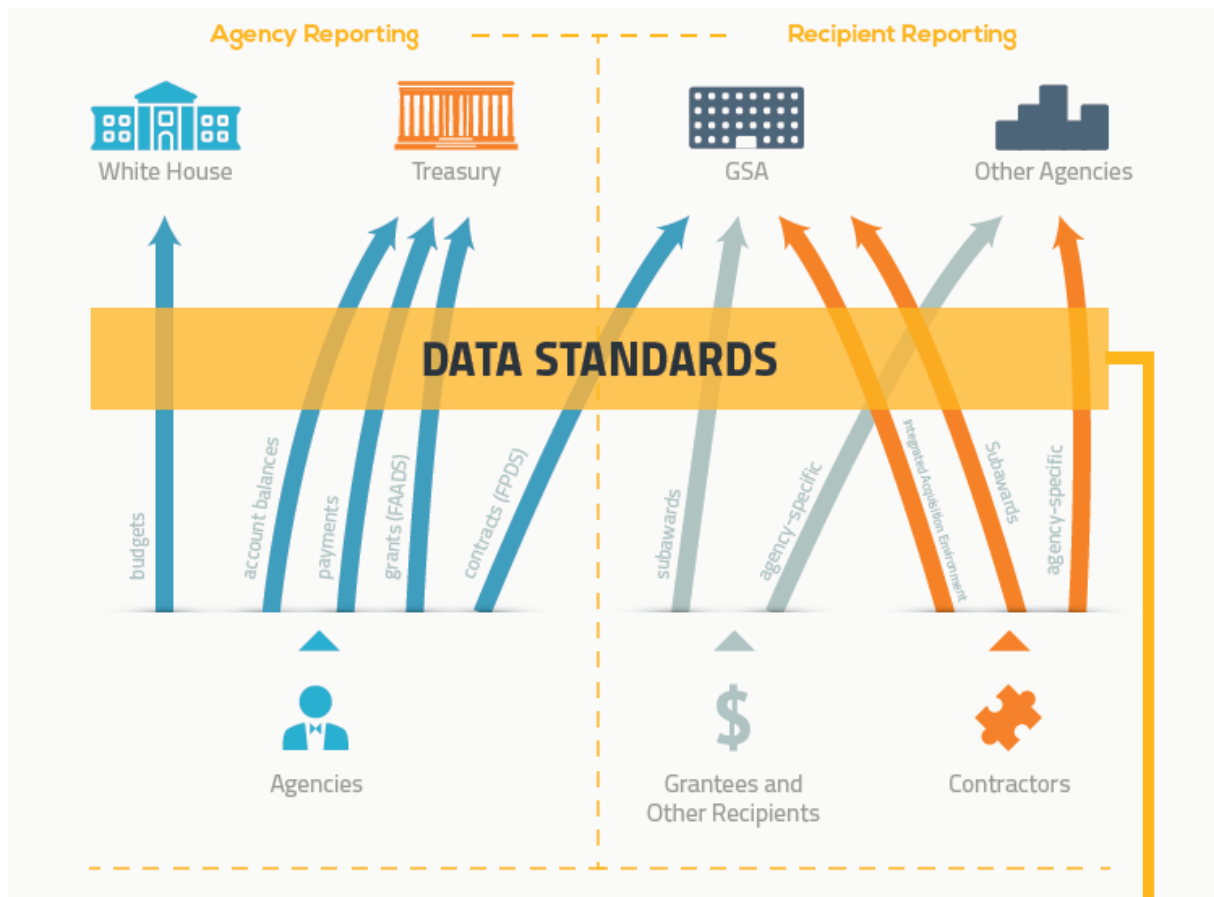 Agency Reporting
Recipient Reporting
White House
Treasury
GSA
Other Agencies
DATA STANDARDS
budgets
account balances
payments
grants (FAADS)
contracts (FPDS)
subawards
agency-specific
Integrated Acquisition Environment
Subawards
agency-specific
Agencies
$
Grantees and
Other Recipients
Contractors